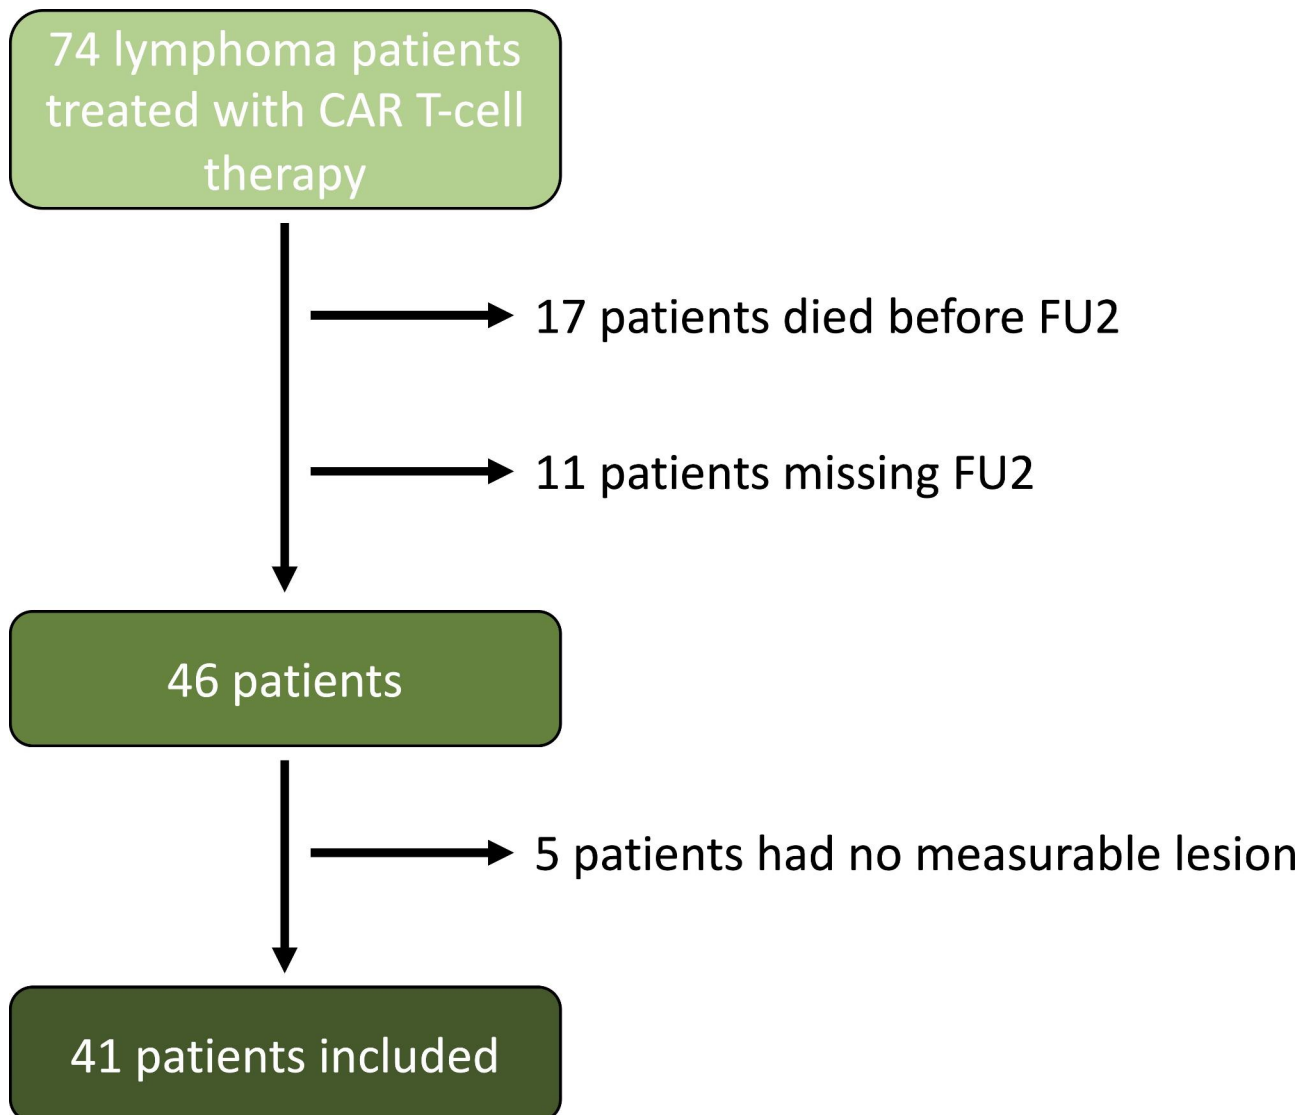 74 lymphoma patients
treated with CAR T-cell
therapy
17 patients died before FU2
11 patients missing FU2
46 patients
5 patients had no measurable lesion
41 patients included